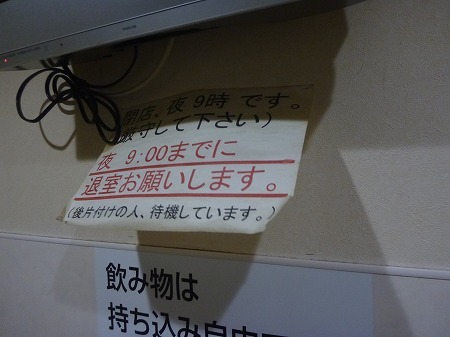 閉店、夜9時です。
厳守して下さい)
夜 9:00までに
退室お願いします。
(後片付けの人、待機しています。)
飲み物は
持ち込み自由